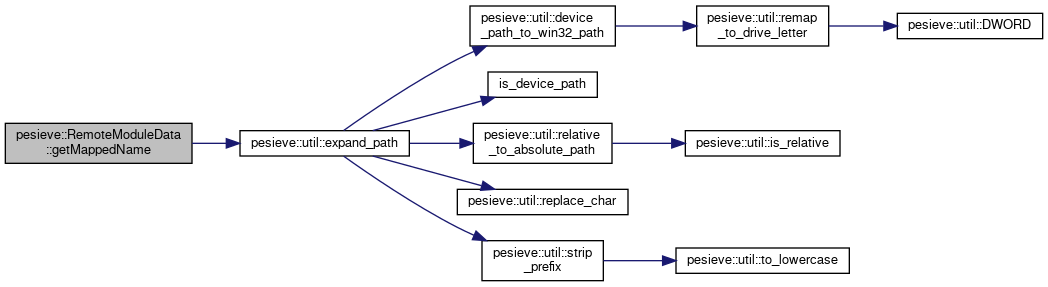 pesieve::RemoteModuleData
::getMappedName
pesieve::util::expand_path
pesieve::util::device
_path_to_win32_path
pesieve::util::remap
_to_drive_letter
pesieve::util::DWORD
is_device_path
pesieve::util::relative
_to_absolute_path
pesieve::util::is_relative
pesieve::util::replace_char
pesieve::util::strip
_prefix
pesieve::util::to_lowercase